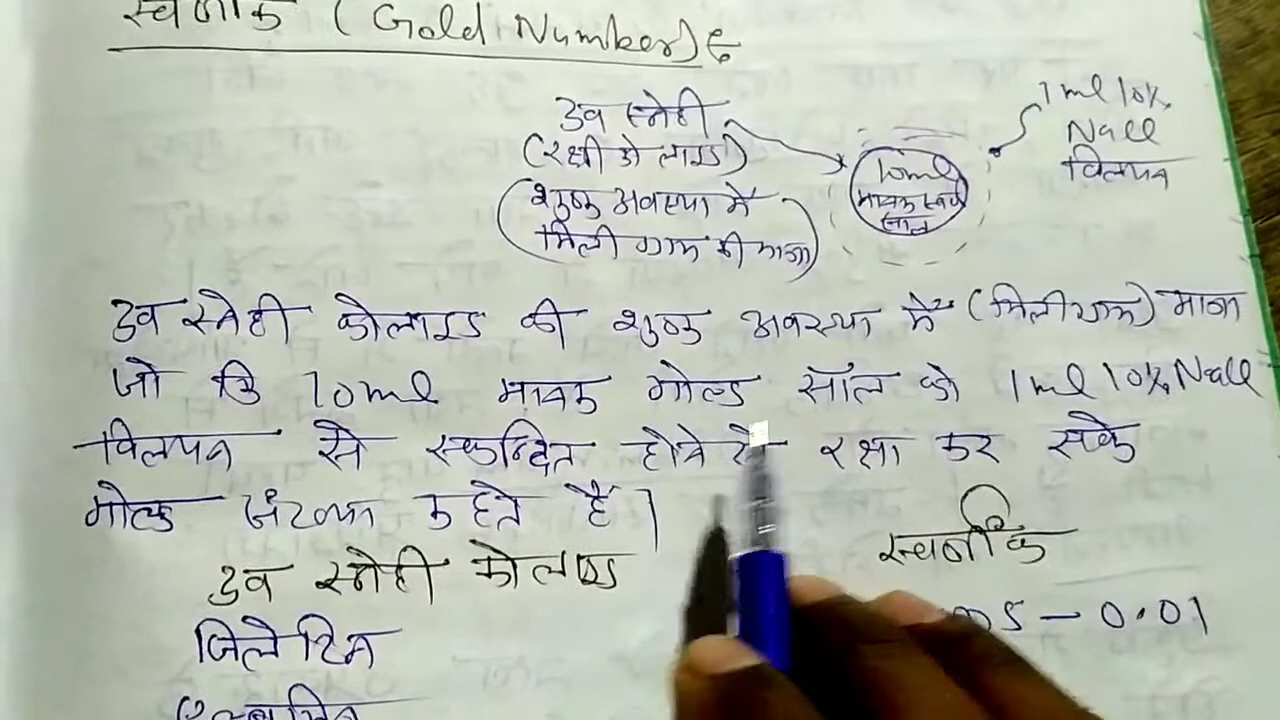 स्वर्णांक (Gold Number) :-
द्रव स्नेही
(रक्षी कोलाइड)
(शुष्क अवस्था में
मिली ग्राम की मात्रा)
10ml
मानक स्वर्ण
सॉल
1ml 10%
NaCl
विलयन
द्रव स्नेही कोलाइड की शुष्क अवस्था में (मिलीग्राम) मात्रा
जो कि 10ml मानक गोल्ड सॉल को 1ml 10% NaCl
विलयन से स्कन्दित होने से रक्षा कर सके
गोल्ड संख्या कहते हैं।
द्रव स्नेही कोलाइड
स्वर्णांक
जिलेटिन
05 - 0.01